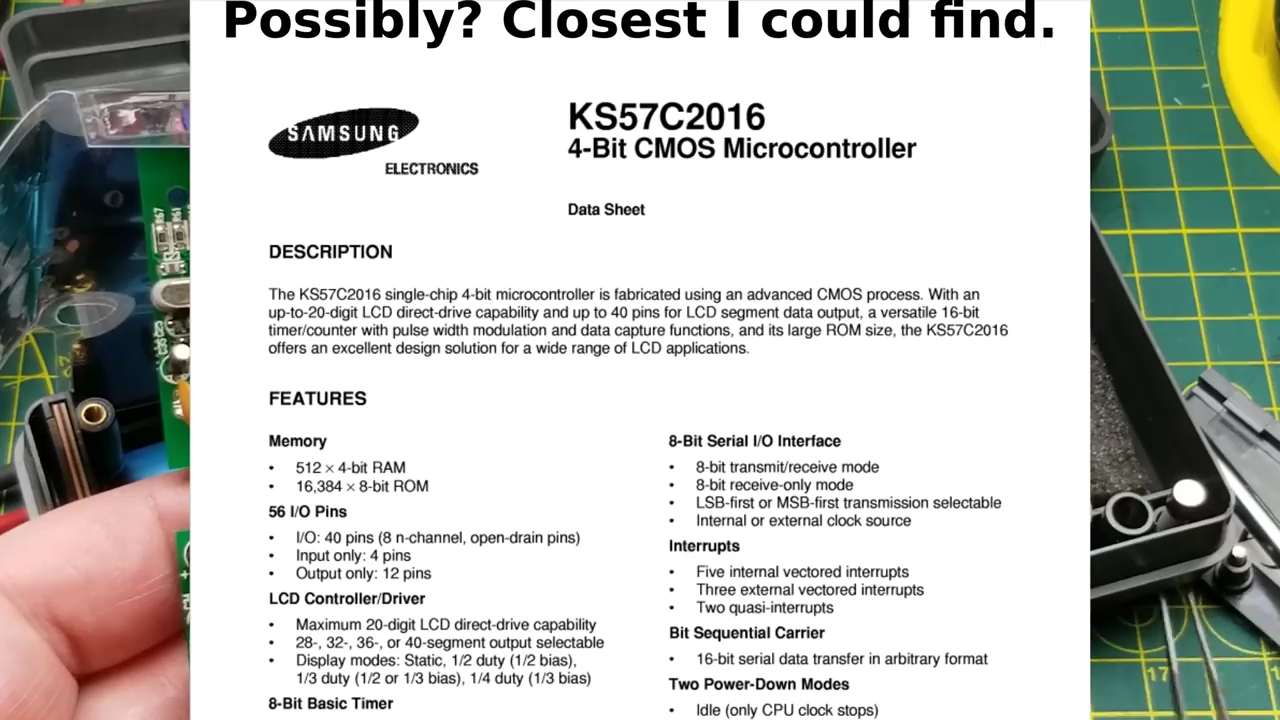 Possibly? Closest I could find.
SAMSUNG
ELECTRONICS
KS57C2016
4-Bit CMOS Microcontroller
Data Sheet
DESCRIPTION
The KS57C2016 single-chip 4-bit microcontroller is fabricated using an advanced CMOS process. With an
up-to-20-digit LCD direct-drive capability and up to 40 pins for LCD segment data output, a versatile 16-bit
timer/counter with pulse width modulation and data capture functions, and its large ROM size, the KS57C2016
offers an excellent design solution for a wide range of LCD applications.
FEATURES
Memory
• 512 × 4-bit RAM
• 16,384 × 8-bit ROM
56 I/O Pins
• I/O: 40 pins (8 n-channel, open-drain pins)
• Input only: 4 pins
• Output only: 12 pins
LCD Controller/Driver
• Maximum 20-digit LCD direct-drive capability
• 28-, 32-, 36-, or 40-segment output selectable
• Display modes: Static, 1/2 duty (1/2 bias),
1/3 duty (1/2 or 1/3 bias), 1/4 duty (1/3 bias)
8-Bit Basic Timer
8-Bit Serial I/O Interface
• 8-bit transmit/receive mode
• 8-bit receive-only mode
• LSB-first or MSB-first transmission selectable
• Internal or external clock source
Interrupts
• Five internal vectored interrupts
• Three external vectored interrupts
• Two quasi-interrupts
Bit Sequential Carrier
• 16-bit serial data transfer in arbitrary format
Two Power-Down Modes
• Idle (only CPU clock stops)
17